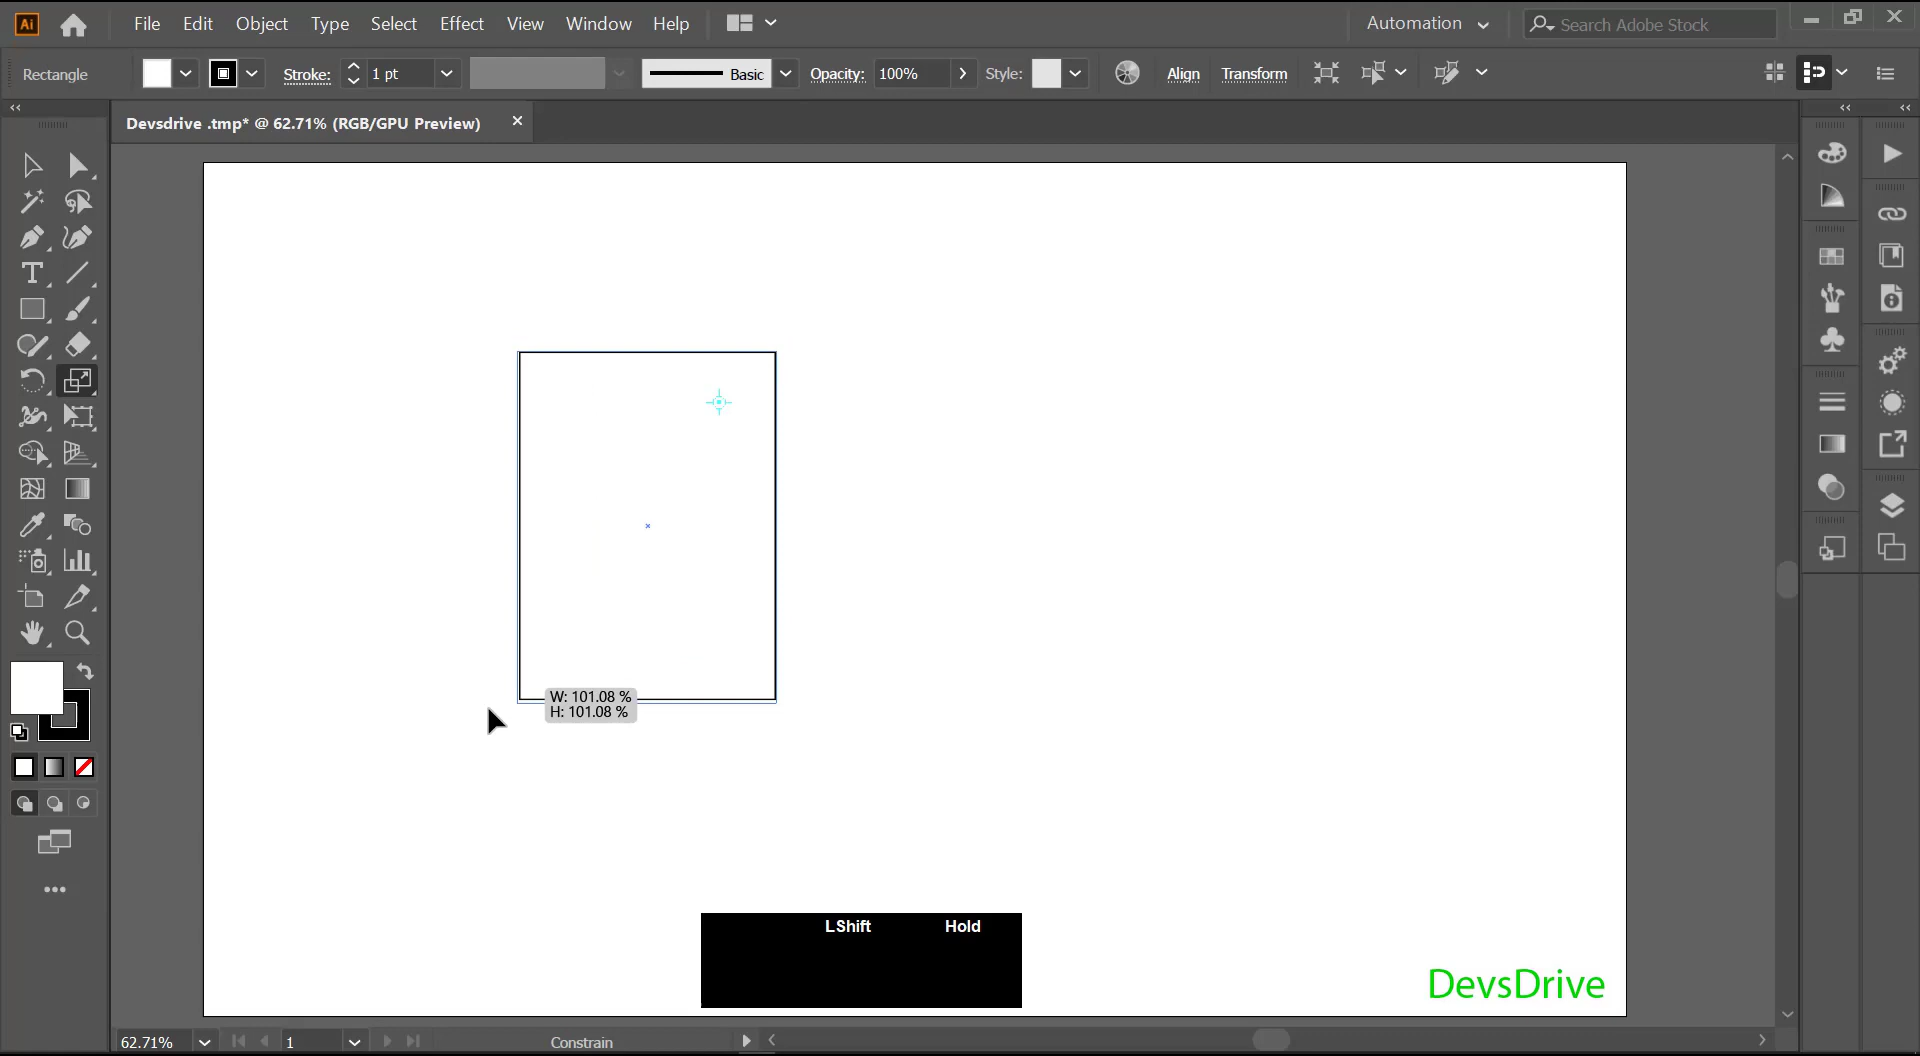 Ai File Edit Object Type Select Effect View Window Help Automation Search Adobe Stock
Rectangle Stroke: 1 pt Basic Opacity: 100% Style: Align Transform
Devsdrive .tmp* @ 62.71% (RGB/GPU Preview)
W: 101.08 %
H: 101.08 %
LShift Hold
DevsDrive
62.71% 1 Constrain